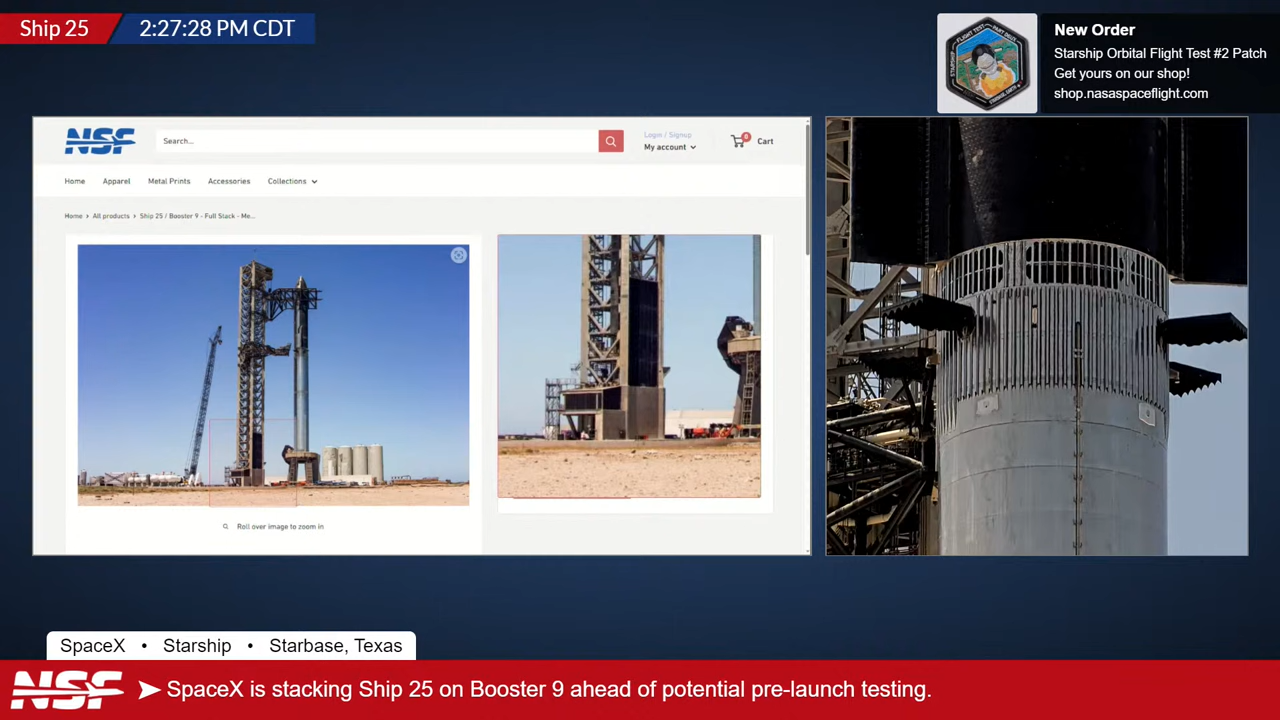 Ship 25
2:27:28 PM CDT
New Order
Starship Orbital Flight Test #2 Patch
Get yours on our shop!
shop.nasaspaceflight.com
NSF
Search...
Login / Signup
My account
0
Cart
Home
Apparel
Metal Prints
Accessories
Collections
Home
All products
Ship 25 / Booster 9 - Full Stack - Me...
Roll over image to zoom in
SpaceX • Starship • Starbase, Texas
NSF
SpaceX is stacking Ship 25 on Booster 9 ahead of potential pre-launch testing.